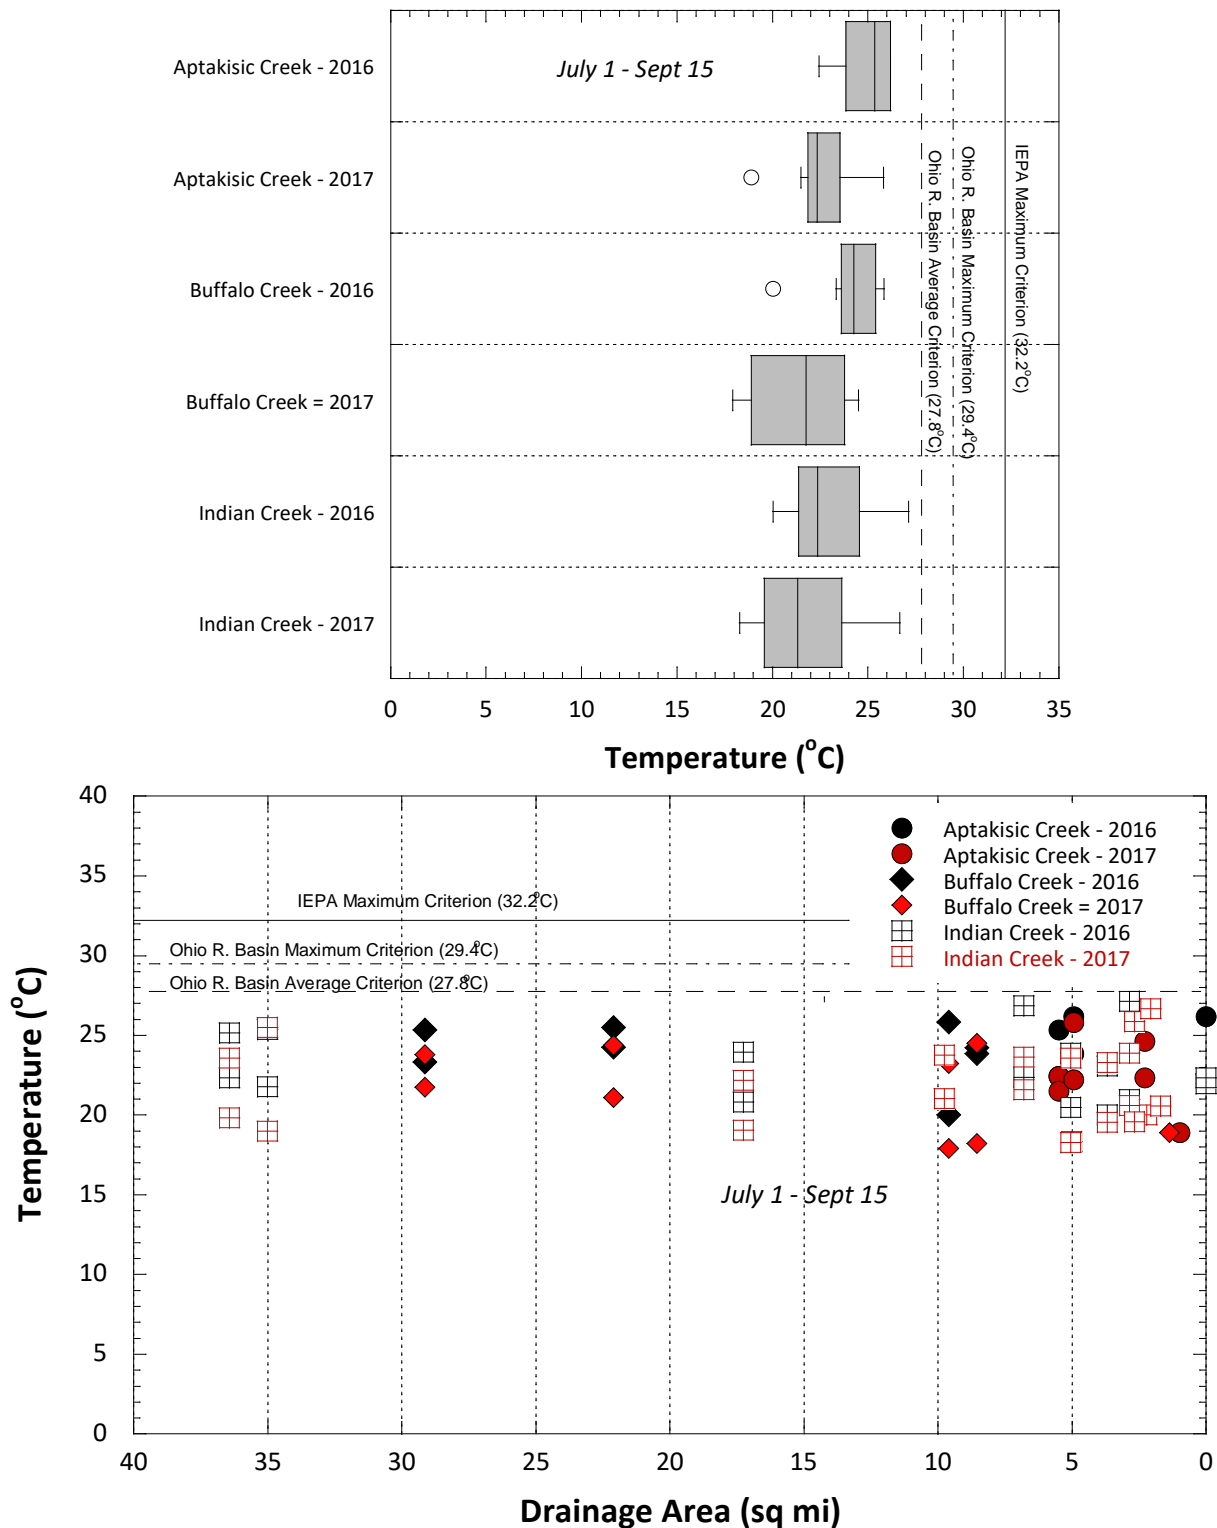 Aptakisic Creek - 2016
July 1 - Sept 15
Aptakisic Creek - 2017
Buffalo Creek - 2016
Buffalo Creek = 2017
Indian Creek - 2016
Indian Creek - 2017
Ohio R. Basin Average Criterion (27.8°C)
Ohio R. Basin Maximum Criterion (29.4°C)
IEPA Maximum Criterion (32.2°C)
0 5 10 15 20 25 30 35
Temperature (°C)
40
35
30
25
20
15
10
5
0
Temperature (°C)
Aptakisic Creek - 2016
Aptakisic Creek - 2017
Buffalo Creek - 2016
Buffalo Creek = 2017
Indian Creek - 2016
Indian Creek - 2017
IEPA Maximum Criterion (32.2°C)
Ohio R. Basin Maximum Criterion (29.4°C)
Ohio R. Basin Average Criterion (27.8°C)
July 1 - Sept 15
40 35 30 25 20 15 10 5 0
Drainage Area (sq mi)